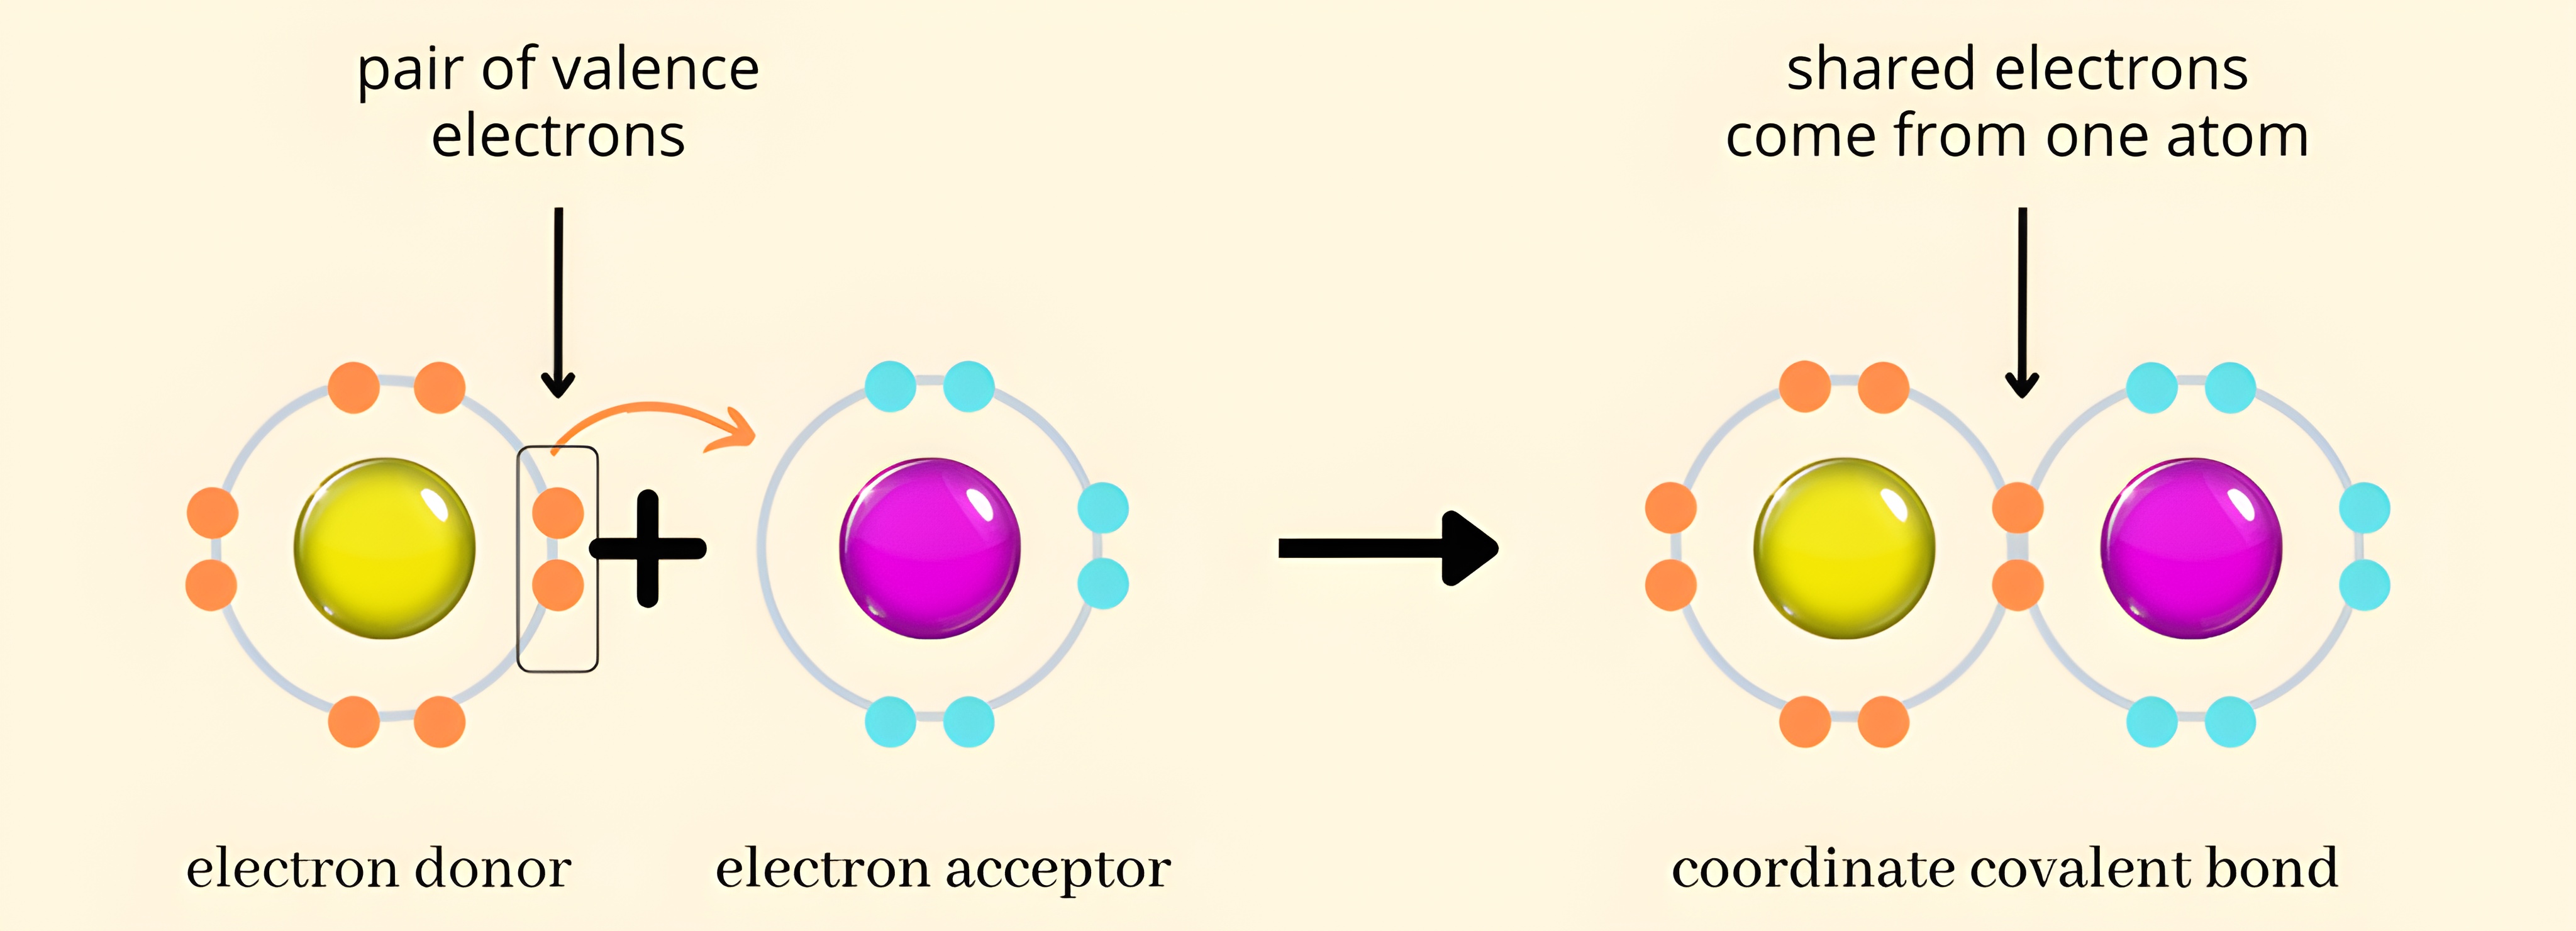 pair of valence
electrons
shared electrons
come from one atom
electron donor
electron acceptor
coordinate covalent bond